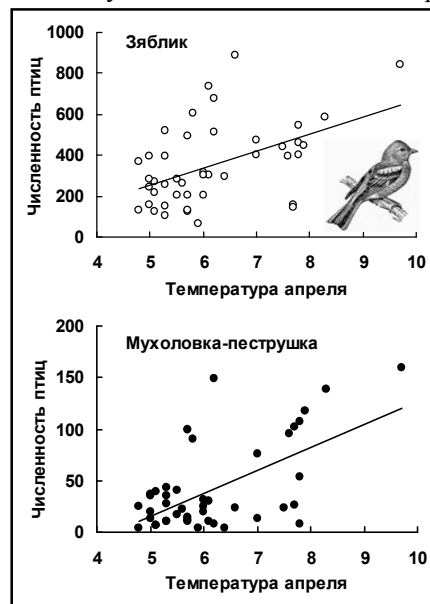 Зяблик
Численность птиц
1000
800
600
400
200
0
4 5 6 7 8 9 10
Температура апреля
Мухоловка-пеструшка
Численность птиц
200
150
100
50
0
4 5 6 7 8 9 10
Температура апреля